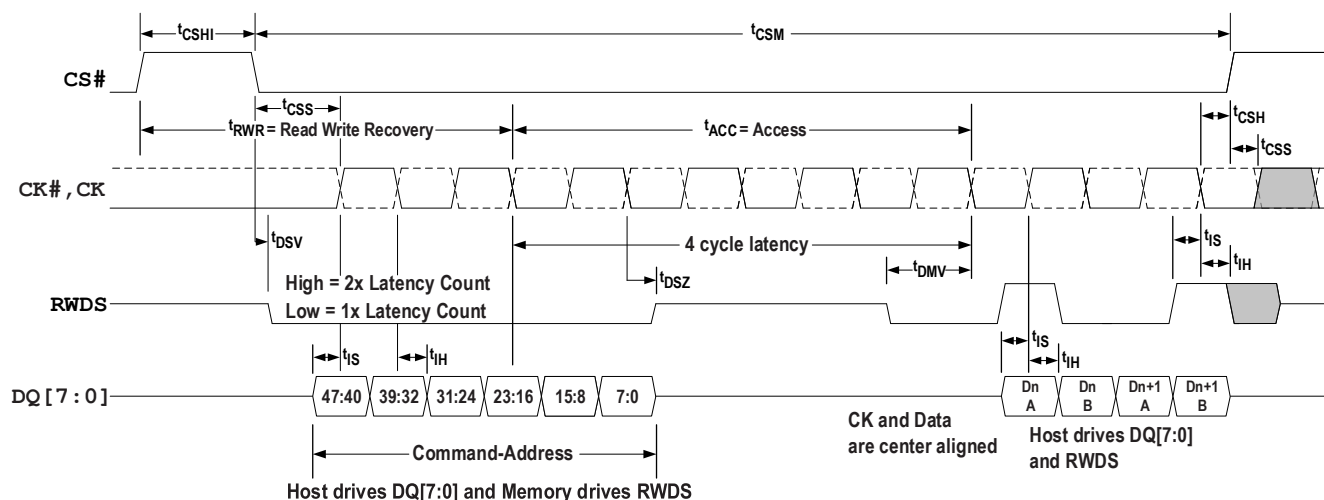 tCSHI
tCSM
CS#
tCSS
tCSH
tRWR = Read Write Recovery
tACC = Access
tCSS
CK#,CK
tDSV
4 cycle latency
tIS
tIH
High = 2x Latency Count
tDSZ
tDMV
RWDS
Low = 1x Latency Count
tIS
tIH
tIS
tIH
DQ[7:0]
47:40 39:32 31:24 23:16 15:8 7:0
Dn A
Dn B
Dn+1 A
Dn+1 B
CK and Data
are center aligned
Host drives DQ[7:0]
and RWDS
Command-Address
Host drives DQ[7:0] and Memory drives RWDS